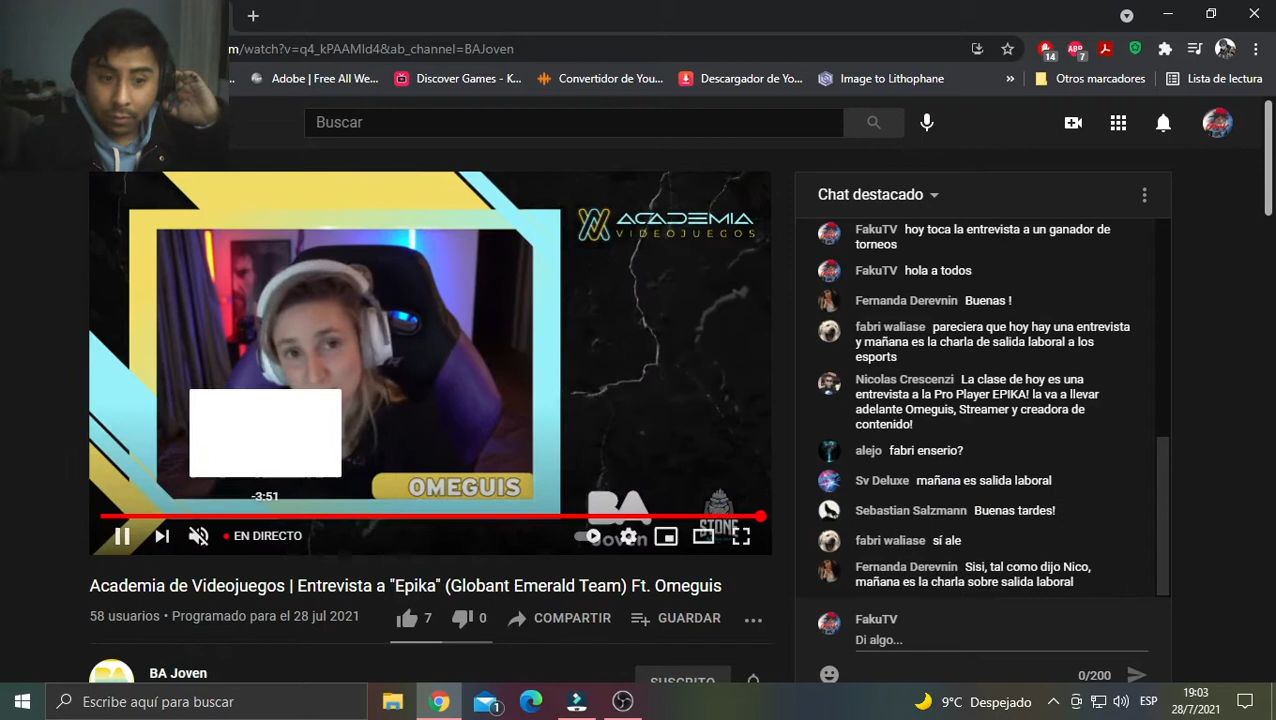 m/watch?v=q4_kPAAMId4&ab_channel=BAJoven
14
7
Adobe | Free All We...
Discover Games - K...
Convertidor de You...
Descargador de Yo...
Image to Lithophane
»
Otros marcadores
Lista de lectura
Buscar
ACADEMIA
VIDEOJUEGOS
OMEGUIS
BA
Joven
STONE
-3:51
EN DIRECTO
Academia de Videojuegos | Entrevista a "Epika" (Globant Emerald Team) Ft. Omeguis
58 usuarios • Programado para el 28 jul 2021
7
0
COMPARTIR
GUARDAR
BA Joven
SUSCRITO
Chat destacado
FakuTV hoy toca la entrevista a un ganador de
torneos
FakuTV hola a todos
Fernanda Derevnin Buenas !
fabri waliase pareciera que hoy hay una entrevista
y mañana es la charla de salida laboral a los
esports
Nicolas Crescenzi La clase de hoy es una
entrevista a la Pro Player EPIKA! la va a llevar
adelante Omeguis, Streamer y creadora de
contenido!
alejo fabri enserio?
Sv Deluxe mañana es salida laboral
Sebastian Salzmann Buenas tardes!
fabri waliase sí ale
Fernanda Derevnin Sisi, tal como dijo Nico,
mañana es la charla sobre salida laboral
FakuTV
Di algo...
0/200
Escribe aquí para buscar
1
9°C Despejado
ESP
19:03
28/7/2021